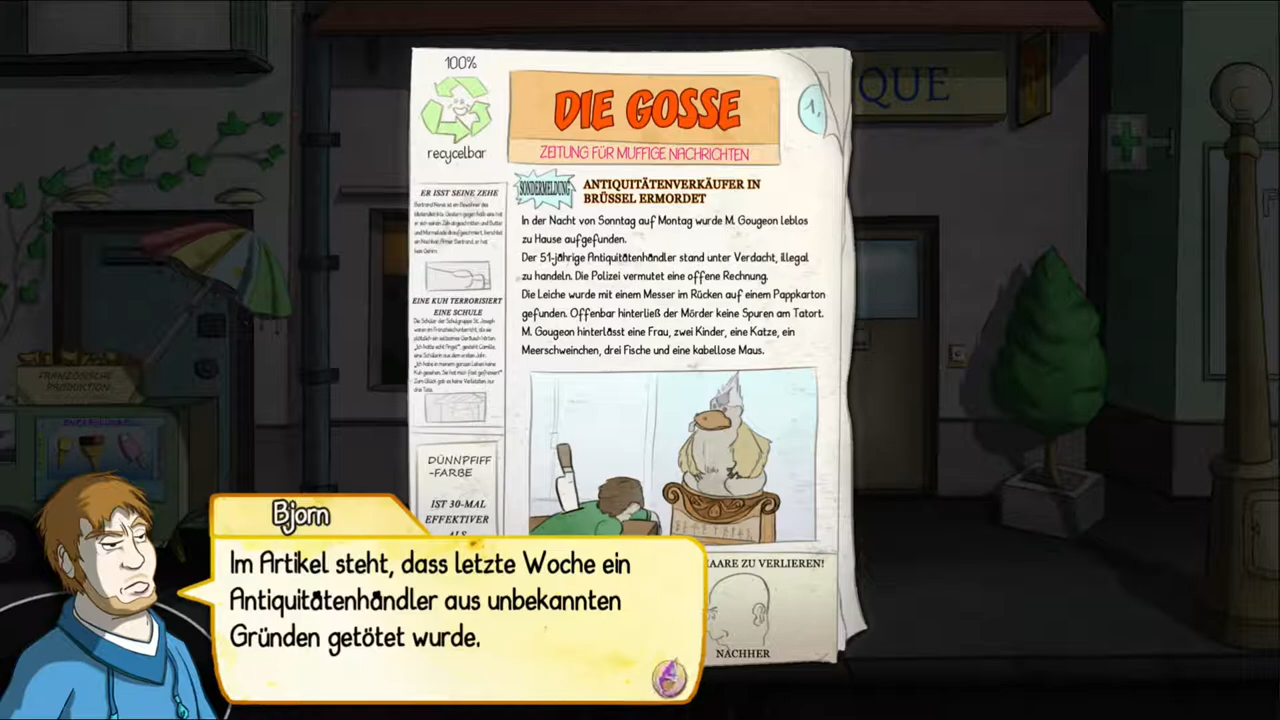 100%
recycelbar
DIE GOSSE
ZEITUNG FÜR MUFFIGE NACHRICHTEN
1,
QUE
SONDERMELDUNG
ANTIQUITÄTENVERKÄUFER IN
BRÜSSEL ERMORDET
In der Nacht von Sonntag auf Montag wurde M. Gougeon leblos
zu Hause aufgefunden.
Der 51-jährige Antiquitätenhändler stand unter Verdacht, illegal
zu handeln. Die Polizei vermutet eine offene Rechnung.
Die Leiche wurde mit einem Messer im Rücken auf einem Pappkarton
gefunden. Offenbar hinterließ der Mörder keine Spuren am Tatort.
M. Gougeon hinterlässt eine Frau, zwei Kinder, eine Katze, ein
Meerschweinchen, drei Fische und eine kabellose Maus.
ER ISST SEINE ZEHE
EINE KUH TERRORISIERT
EINE SCHULE
DÜNNPFIFF
-FARBE
IST 30-MAL
EFFEKTIVER
ALS
AARE ZU VERLIEREN!
NACHHER
FRANZÖSISCHE
PRODUKTION
Bjorn
Im Artikel steht, dass letzte Woche ein
Antiquitätenhändler aus unbekannten
Gründen getötet wurde.